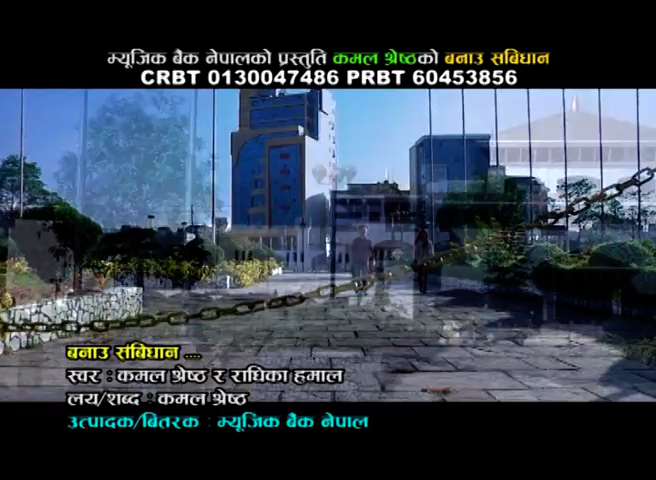 म्यूजिक बैक नेपालको प्रस्तुति कमल श्रेष्ठको बनाउ सबिधान
CRBT 0130047486 PRBT 60453856
बनाउ संबिधान ....
स्वर : कमल श्रेष्ठ र राधिका हमाल
लय/शब्द : कमल श्रेष्ठ
उत्पादक/बितरक : म्यूजिक बैंक नेपाल